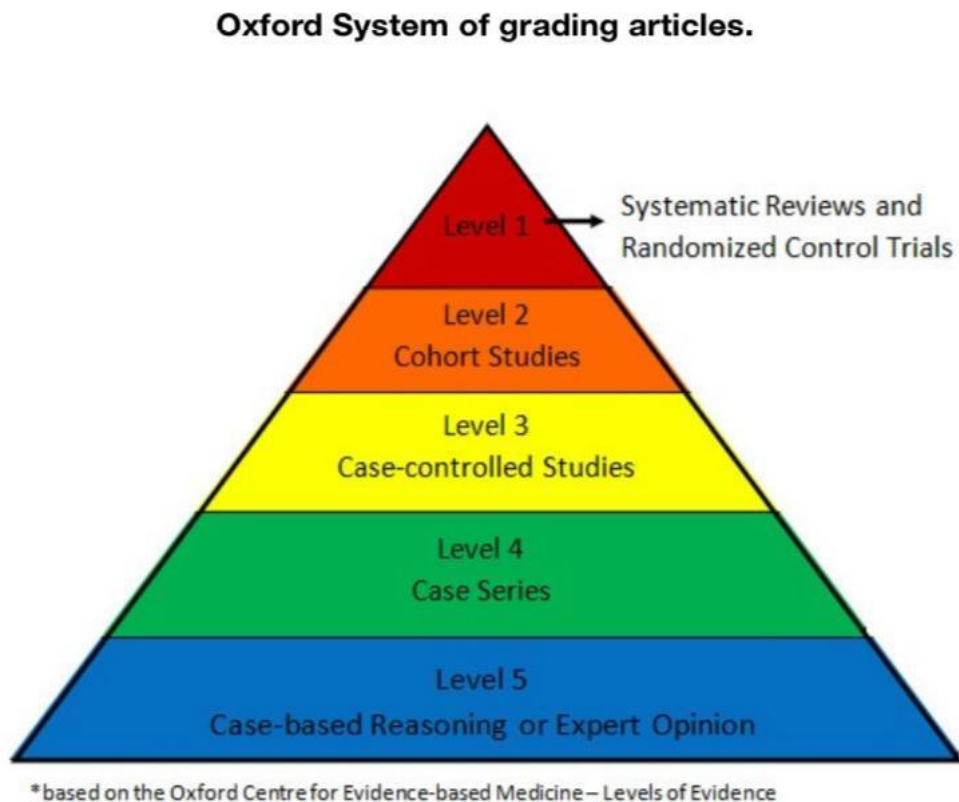 Oxford System of grading articles.
Level 1
Systematic Reviews and
Randomized Control Trials
Level 2
Cohort Studies
Level 3
Case-controlled Studies
Level 4
Case Series
Level 5
Case-based Reasoning or Expert Opinion
*based on the Oxford Centre for Evidence-based Medicine – Levels of Evidence